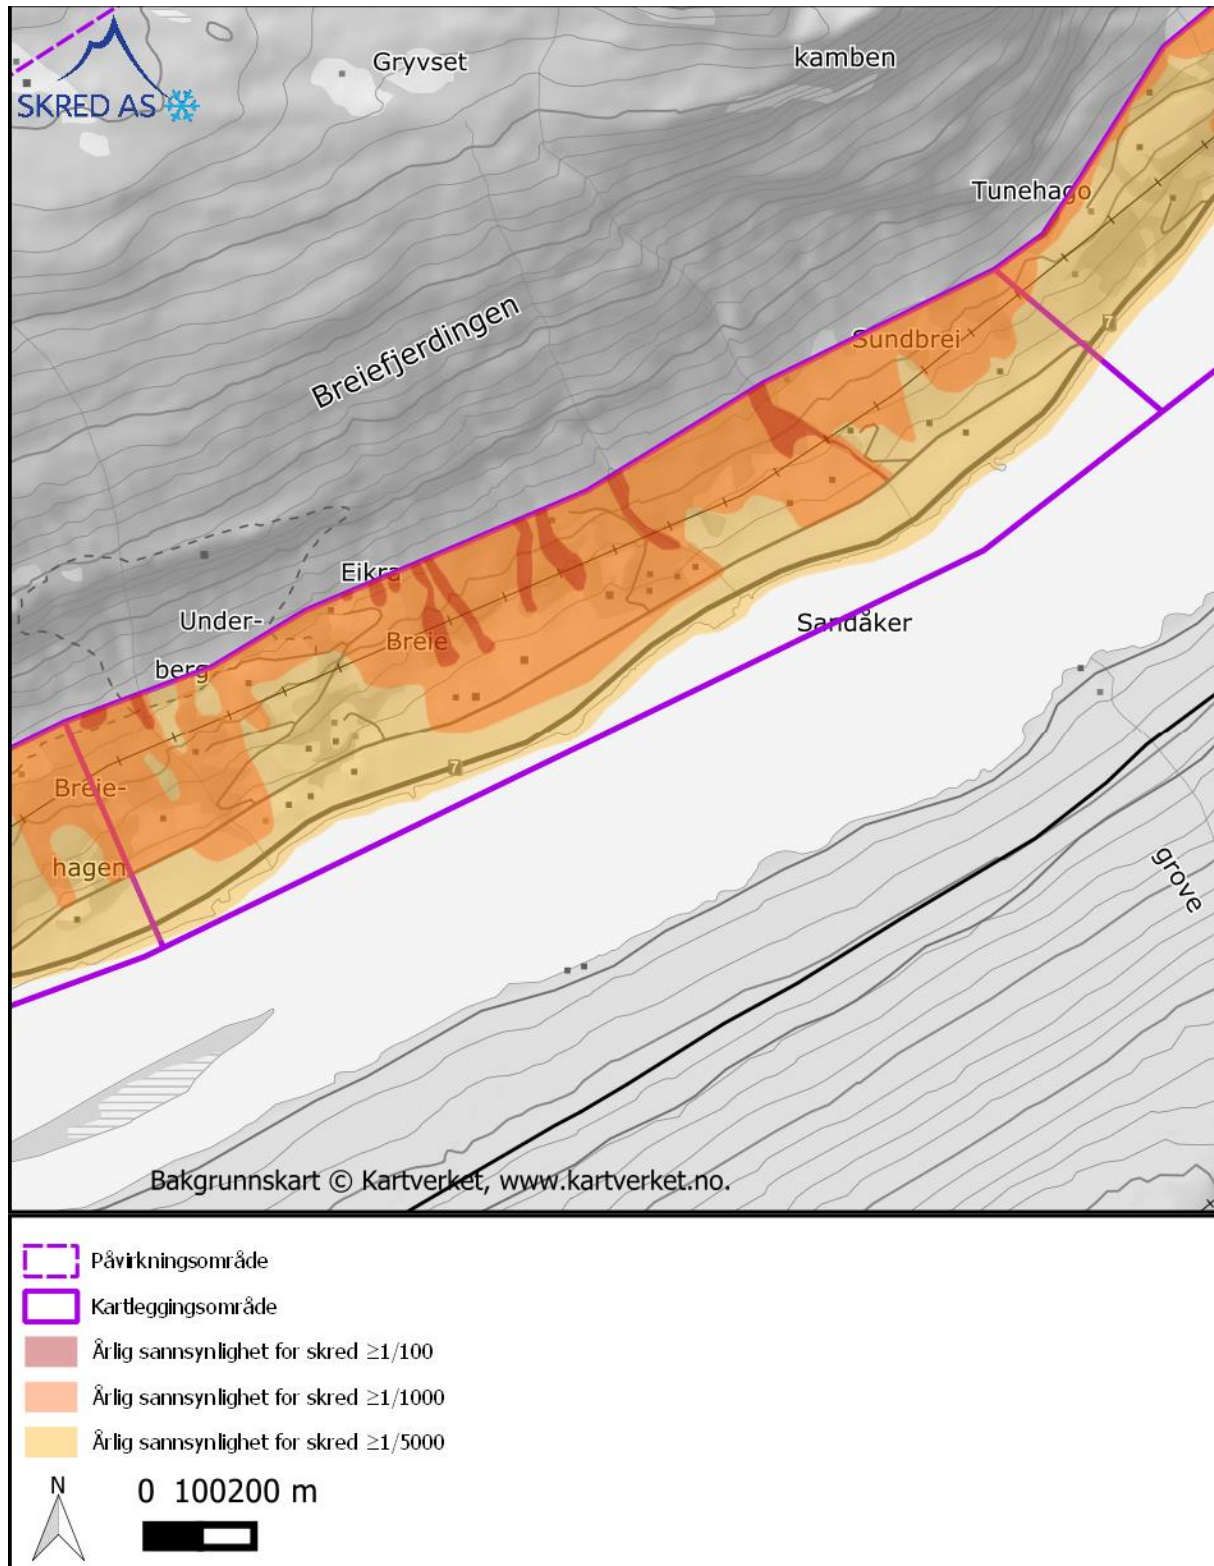 Gryvset
kamben
SKRED AS
Tunehago
Breiefjerdingen
Sundbrei
7
Eikra
Under-
berg
Breie
Sandåker
7
Breie-
hagen
grove
Bakgrunnskart © Kartverket, www.kartverket.no.
Påvirkningsområde
Kartleggingsområde
Årlig sannsynlighet for skred ≥1/100
Årlig sannsynlighet for skred ≥1/1000
Årlig sannsynlighet for skred ≥1/5000
N
0 100200 m